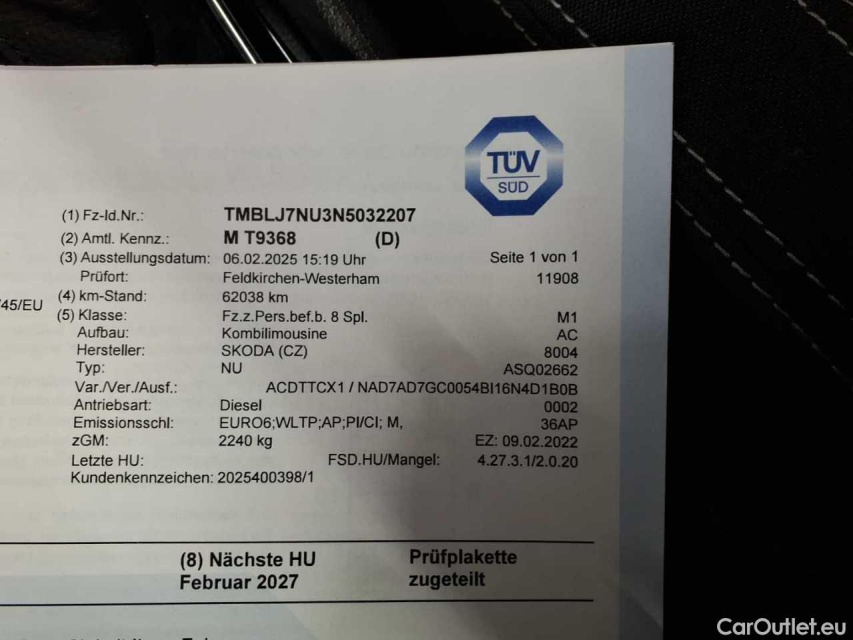 TÜV
SÜD
(1) Fz-Id.Nr.: TMBLJ7NU3N5032207
(2) Amtl. Kennz.: M T9368 (D)
(3) Ausstellungsdatum: 06.02.2025 15:19 Uhr Seite 1 von 1
Prüfort: Feldkirchen-Westerham 11908
/45/EU (4) km-Stand: 62038 km
(5) Klasse: Fz.z.Pers.bef.b. 8 Spl. M1
Aufbau: Kombilimousine AC
Hersteller: SKODA (CZ) 8004
Typ: NU ASQ02662
Var./Ver./Ausf.: ACDTTCX1 / NAD7AD7GC0054BI16N4D1B0B
Antriebsart: Diesel 0002
Emissionsschl: EURO6;WLTP;AP;PI/CI; M, 36AP
zGM: 2240 kg EZ: 09.02.2022
Letzte HU: FSD.HU/Mangel: 4.27.3.1/2.0.20
Kundenkennzeichen: 2025400398/1
(8) Nächste HU Prüfplakette
Februar 2027 zugeteilt
CarOutlet.eu